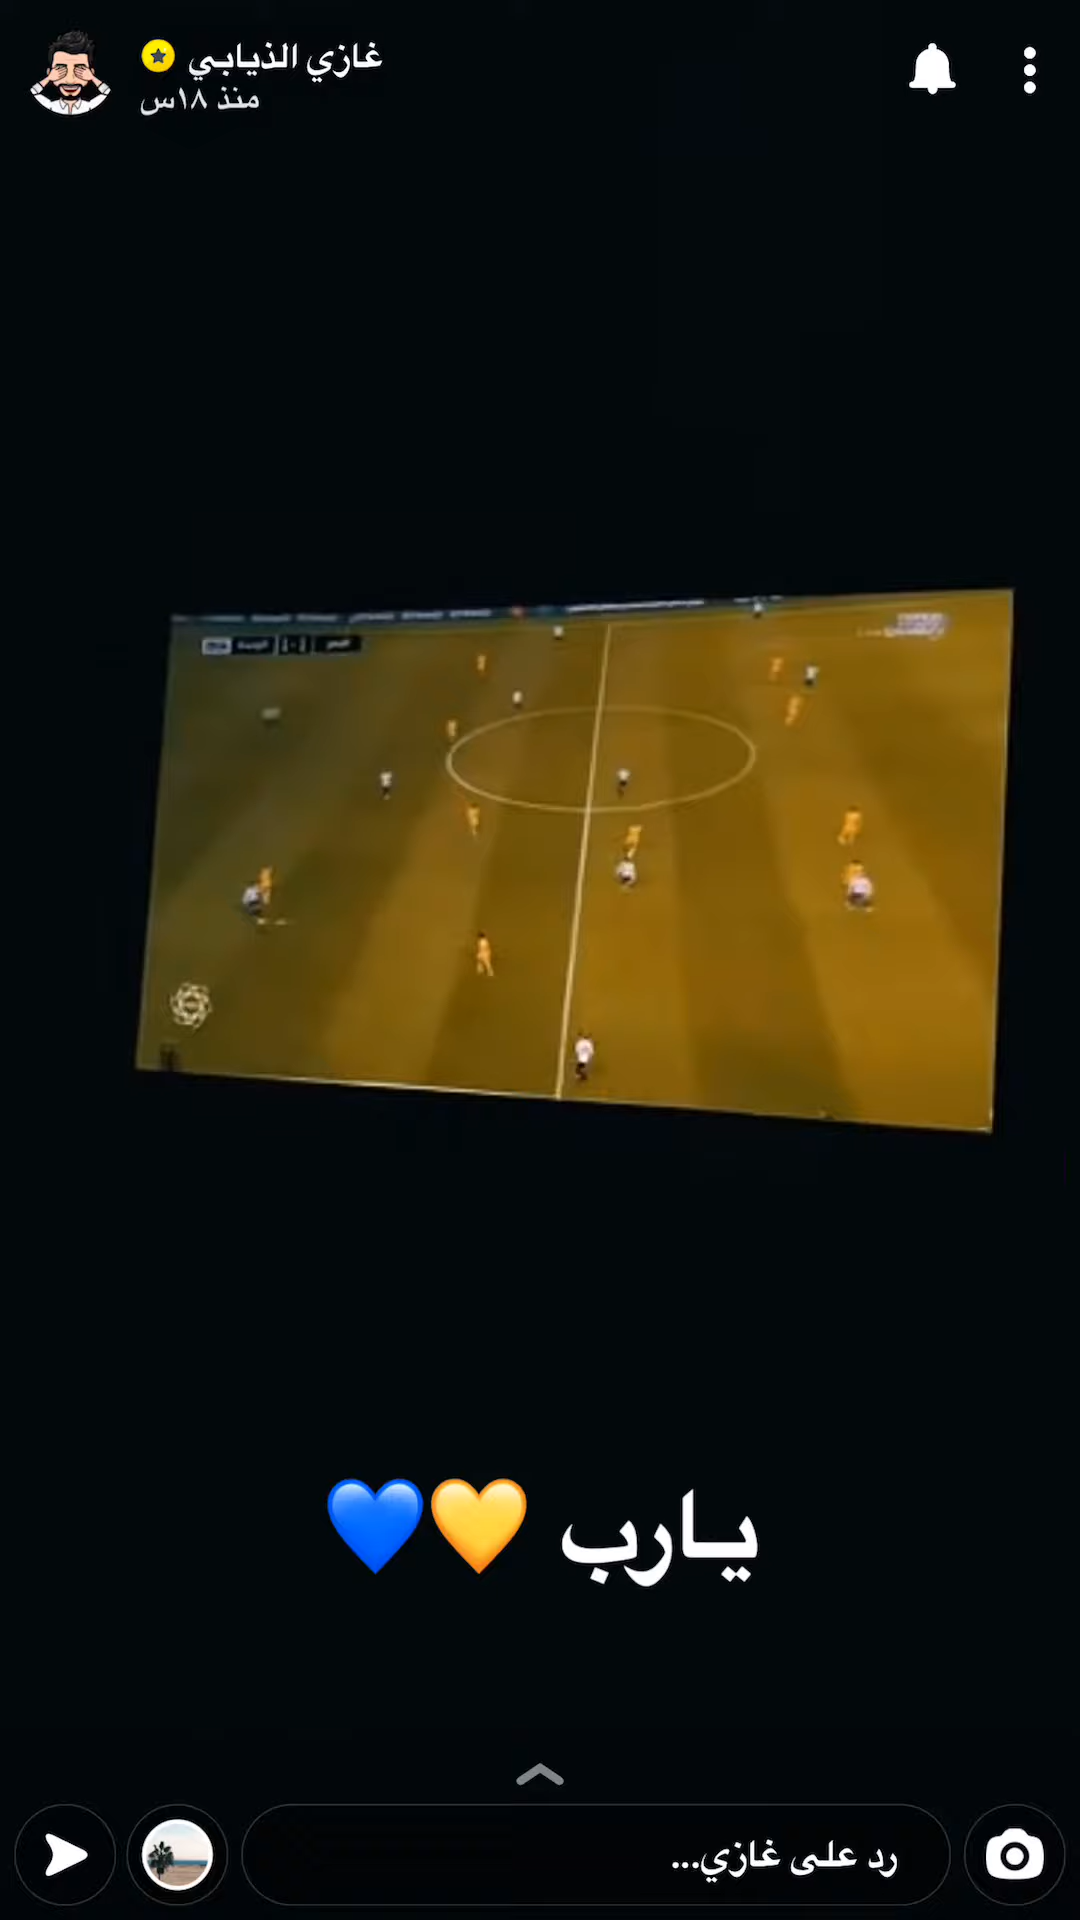 غازي الذيابي
منذ ١٨س
يارب 💛💙
رد على غازي...